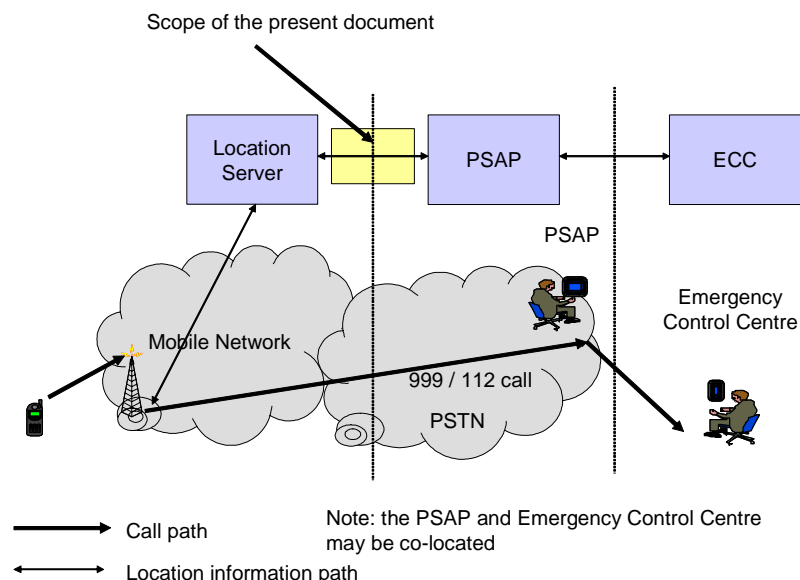 Scope of the present document
Location
Server
PSAP
ECC
PSAP
Emergency
Control Centre
Mobile Network
999 / 112 call
PSTN
Call path
Note: the PSAP and Emergency Control Centre
may be co-located
Location information path